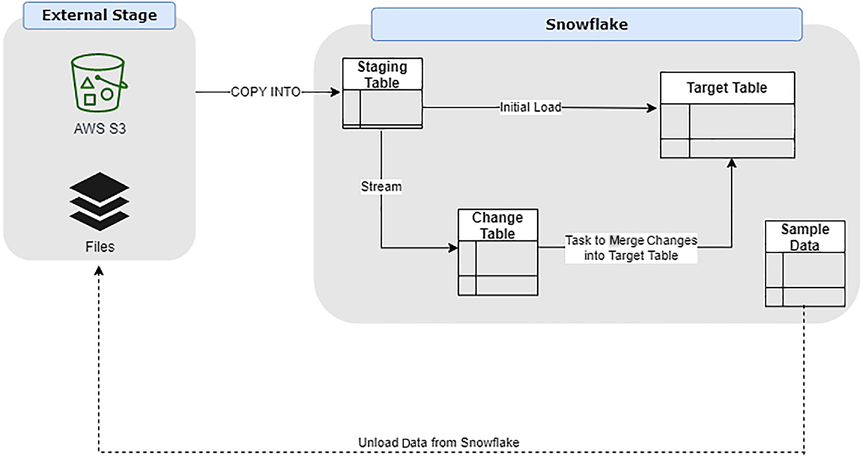 External Stage
Snowflake
AWS S3
Files
COPY INTO
Staging
Table
Initial Load
Target Table
Stream
Change
Table
Task to Merge Changes
into Target Table
Sample
Data
Unload Data from Snowflake